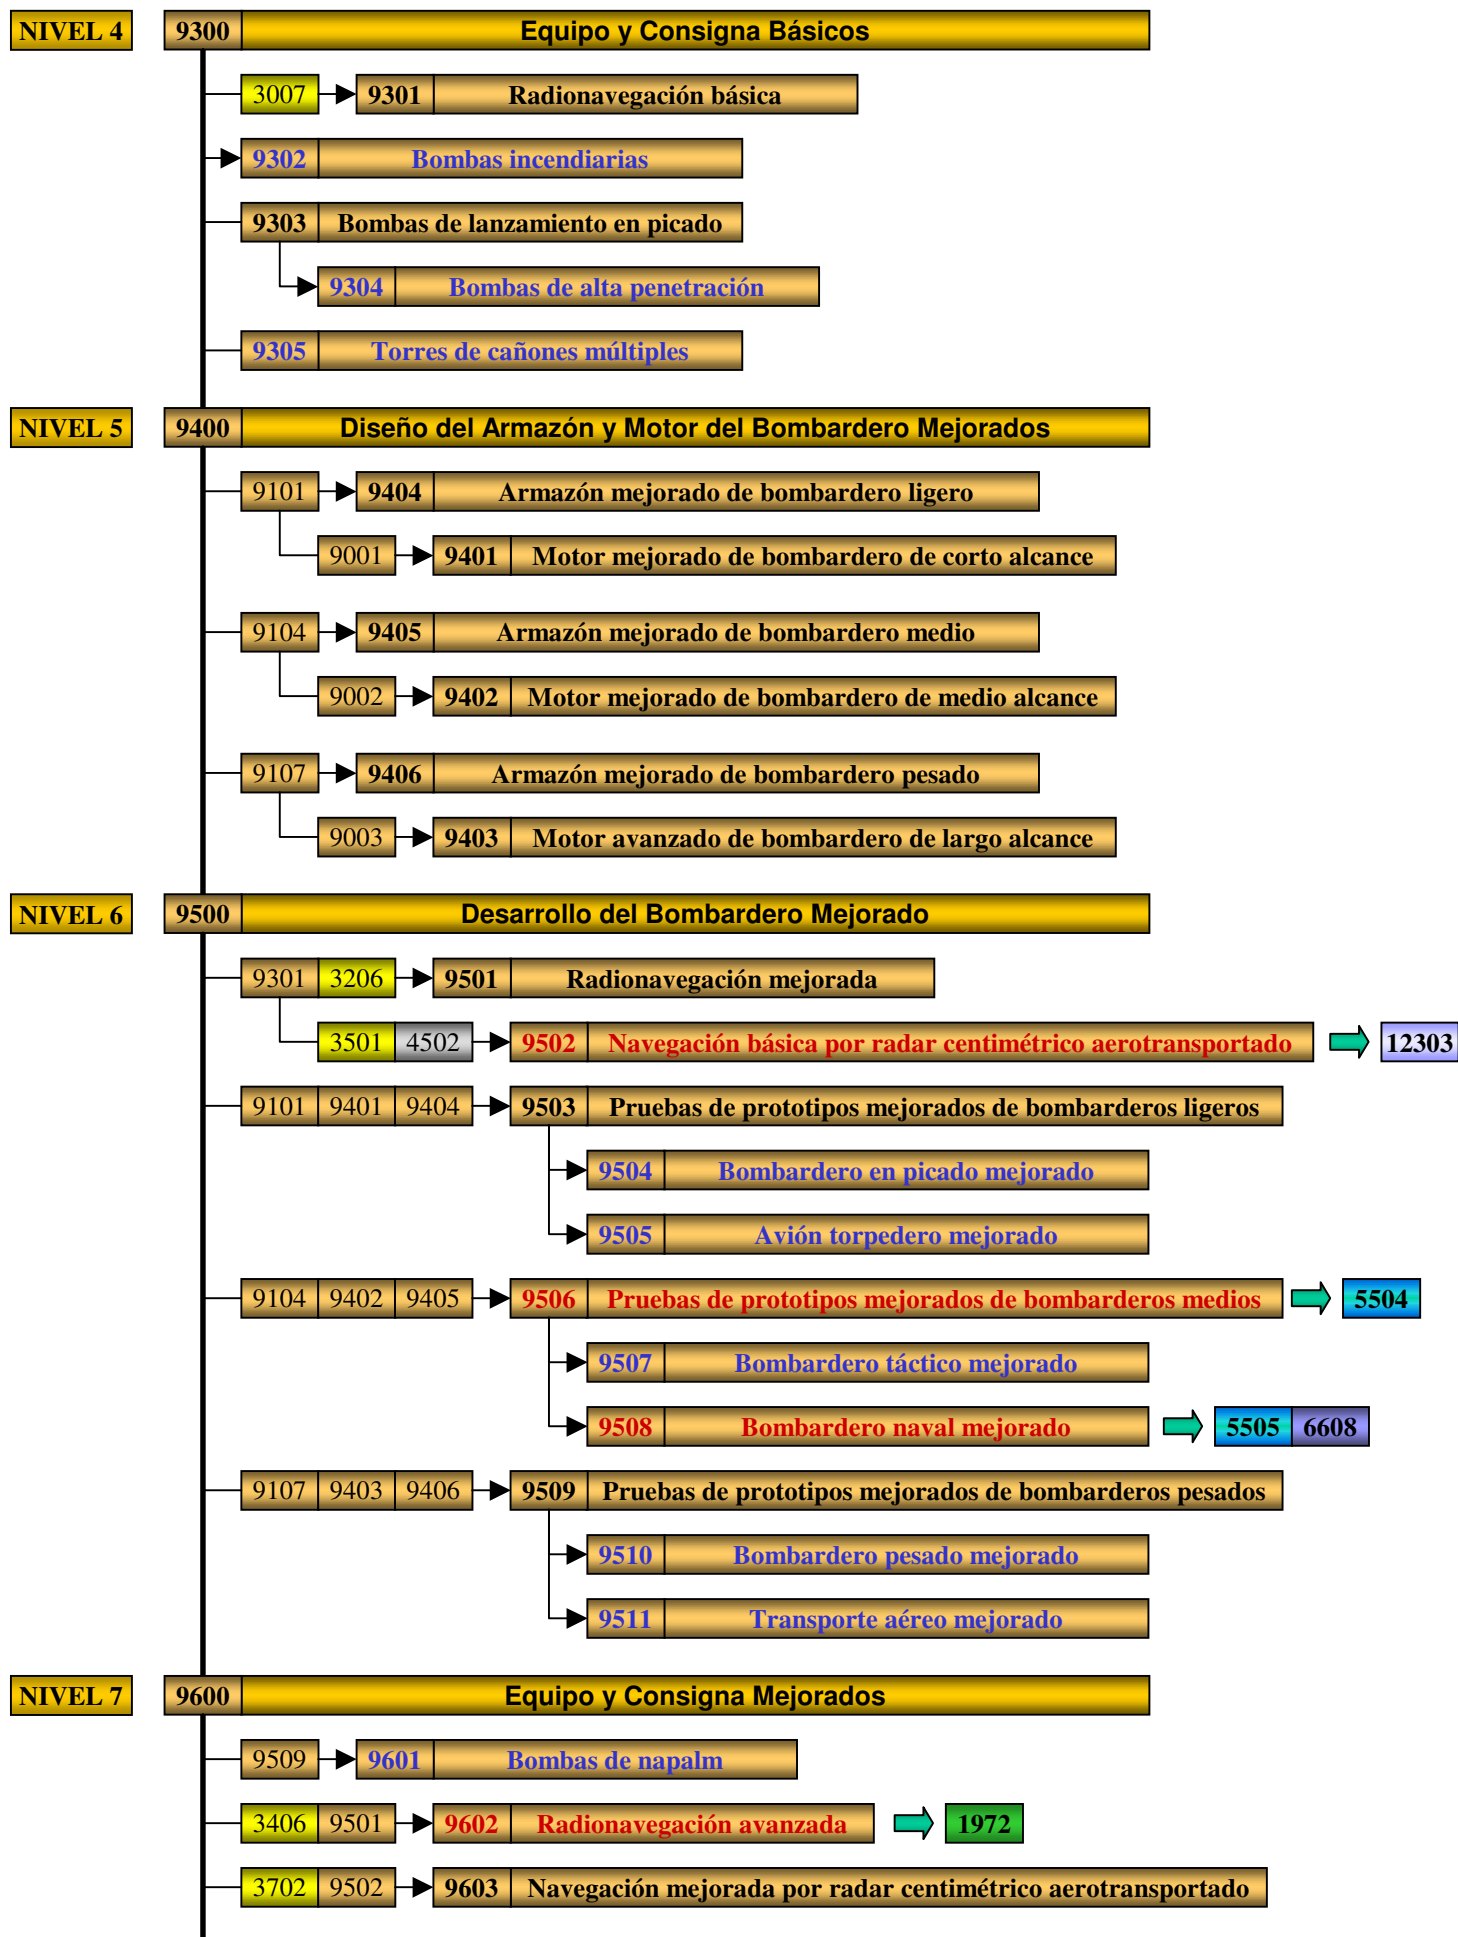 NIVEL 4 9300 Equipo y Consigna Básicos
3007 9301 Radionavegación básica
9302 Bombas incendiarias
9303 Bombas de lanzamiento en picado
9304 Bombas de alta penetración
9305 Torres de cañones múltiples
NIVEL 5 9400 Diseño del Armazón y Motor del Bombardero Mejorados
9101 9404 Armazón mejorado de bombardero ligero
9001 9401 Motor mejorado de bombardero de corto alcance
9104 9405 Armazón mejorado de bombardero medio
9002 9402 Motor mejorado de bombardero de medio alcance
9107 9406 Armazón mejorado de bombardero pesado
9003 9403 Motor avanzado de bombardero de largo alcance
NIVEL 6 9500 Desarrollo del Bombardero Mejorado
9301 3206 9501 Radionavegación mejorada
3501 4502 9502 Navegación básica por radar centimétrico aerotransportado 12303
9101 9401 9404 9503 Pruebas de prototipos mejorados de bombarderos ligeros
9504 Bombardero en picado mejorado
9505 Avión torpedero mejorado
9104 9402 9405 9506 Pruebas de prototipos mejorados de bombarderos medios 5504
9507 Bombardero táctico mejorado
9508 Bombardero naval mejorado 5505 6608
9107 9403 9406 9509 Pruebas de prototipos mejorados de bombarderos pesados
9510 Bombardero pesado mejorado
9511 Transporte aéreo mejorado
NIVEL 7 9600 Equipo y Consigna Mejorados
9509 9601 Bombas de napalm
3406 9501 9602 Radionavegación avanzada 1972
3702 9502 9603 Navegación mejorada por radar centimétrico aerotransportado